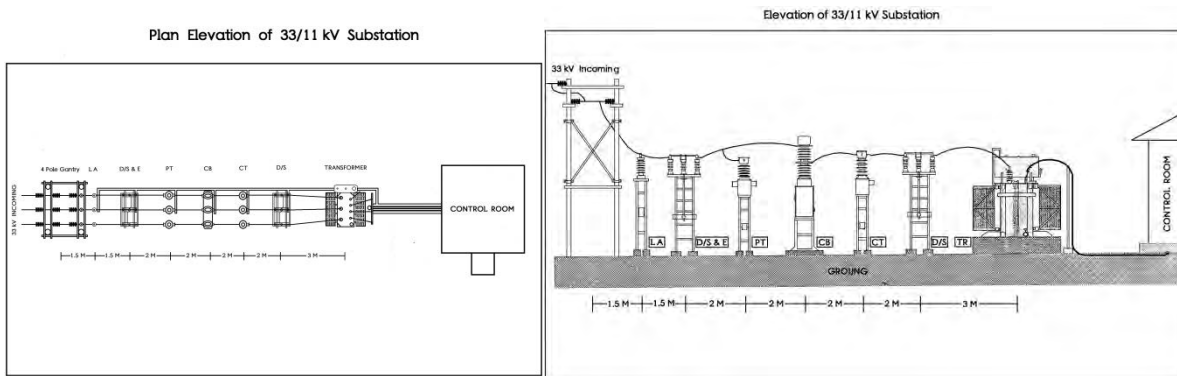 Plan Elevation of 33/11 kV Substation
4 Pole Gantry L A D/S & E PT CB CT D/S TRANSFORMER
33 kV INCOMING
CONTROL ROOM
1.5 M 1.5 M 2 M 2 M 2 M 2 M 3 M
Elevation of 33/11 kV Substation
33 kV Incoming
CONTROL ROOM
LA D/S & E PT CB CT D/S TR
GROUNG
1.5 M 1.5 M 2 M 2 M 2 M 2 M 3 M